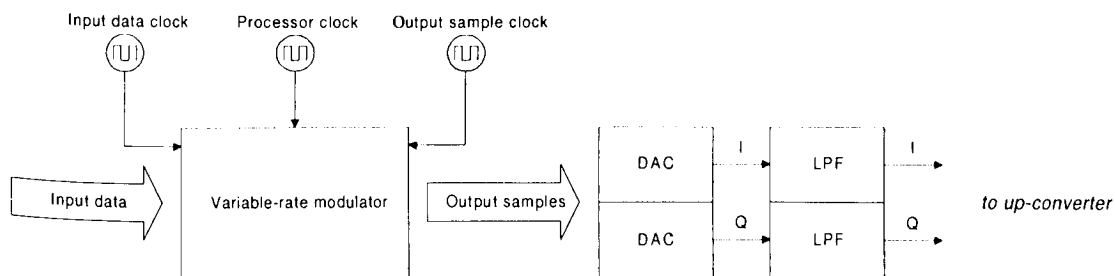 Input data clock
Processor clock
Output sample clock
Input data
Variable-rate modulator
Output samples
DAC
I
LPF
I
DAC
Q
LPF
Q
to up-converter